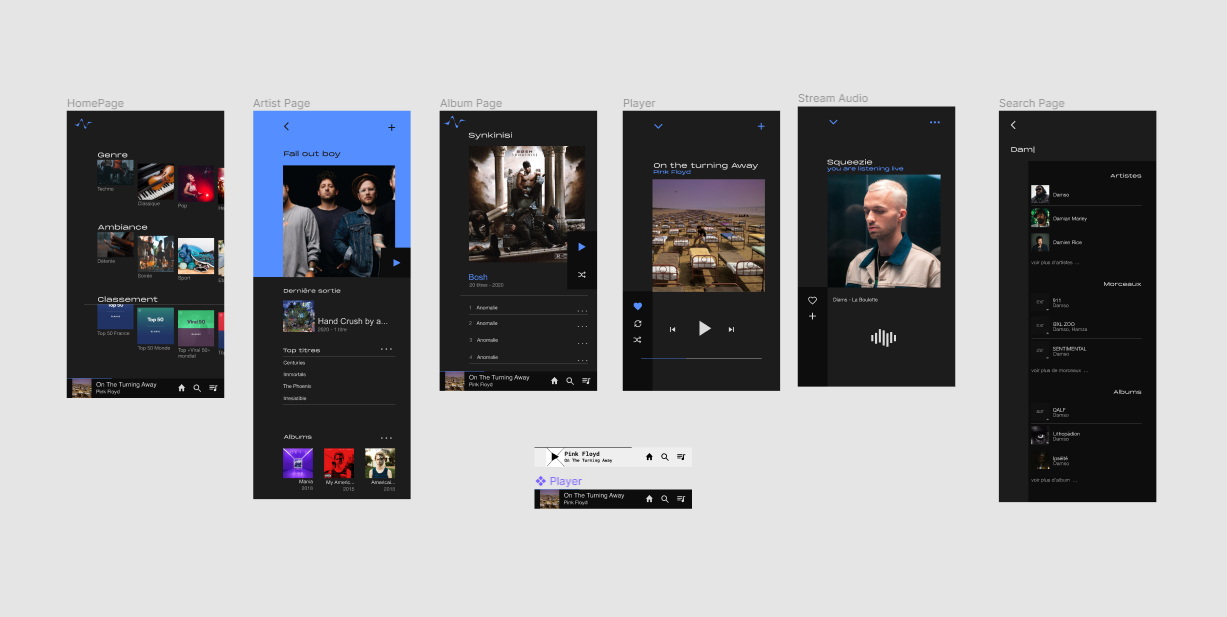 HomePage
Genre
Techno
Classique
Pop
Ambiance
Détente
Soirée
Sport
Classement
Top 50
Top 50
Viral 50
Top 50 France
Top 50 Monde
Top «Viral 50»
mondial
On The Turning Away
Pink Floyd
Artist Page
Fall out boy
Dernière sortie
Hand Crush by a...
2020 - 1 titre
Top titres
Centuries
Immortals
The Phoenix
Irresistible
Albums
Mania
2018
My Americ...
2015
American...
2015
Album Page
Synkinisi
BOSH
Bosh
20 titres - 2020
1 Anomalie
2 Anomalie
3 Anomalie
4 Anomalie
On The Turning Away
Pink Floyd
Player
On the turning Away
Pink Floyd
Stream Audio
Squeezie
you are listening live
Dams - La Boulette
Search Page
Dam
Artistes
Damso
Damian Marley
Damien Rice
voir plus d'artistes ...
Morceaux
911
Damso
BXL ZOO
Damso, Hamza
SENTIMENTAL
Damso
voir plus de morceaux ...
Albums
QALF
Damso
Lithopédion
Damso
Ipséité
Damso
voir plus d'album ...
Pink Floyd
On The Turning Away
Player
On The Turning Away
Pink Floyd